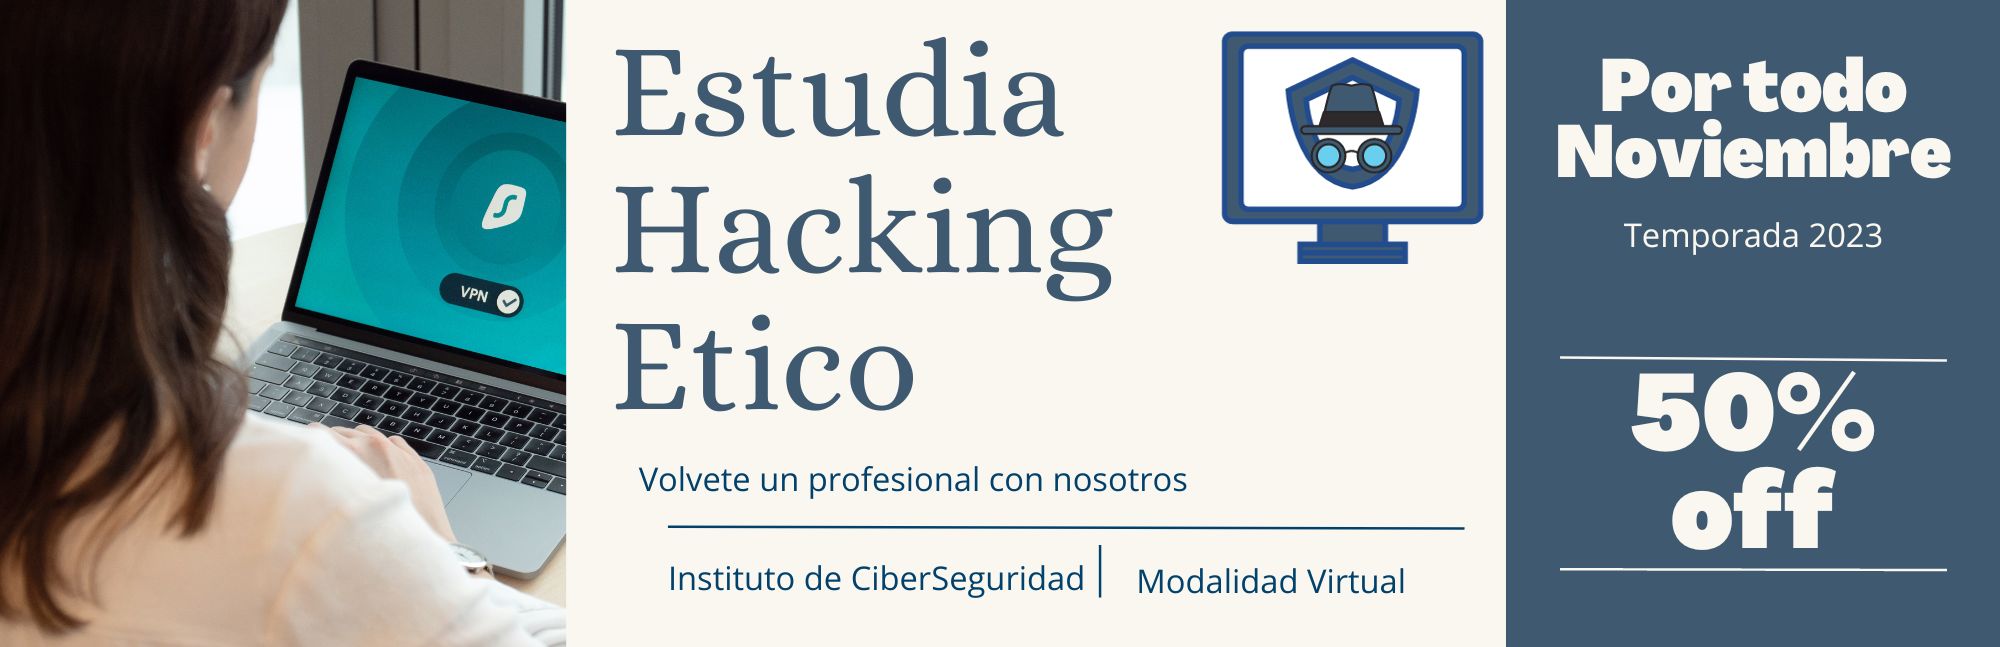 VPN
Estudia
Hacking
Etico
Volvete un profesional con nosotros
Instituto de CiberSeguridad
Modalidad Virtual
Por todo
Noviembre
Temporada 2023
50%
off